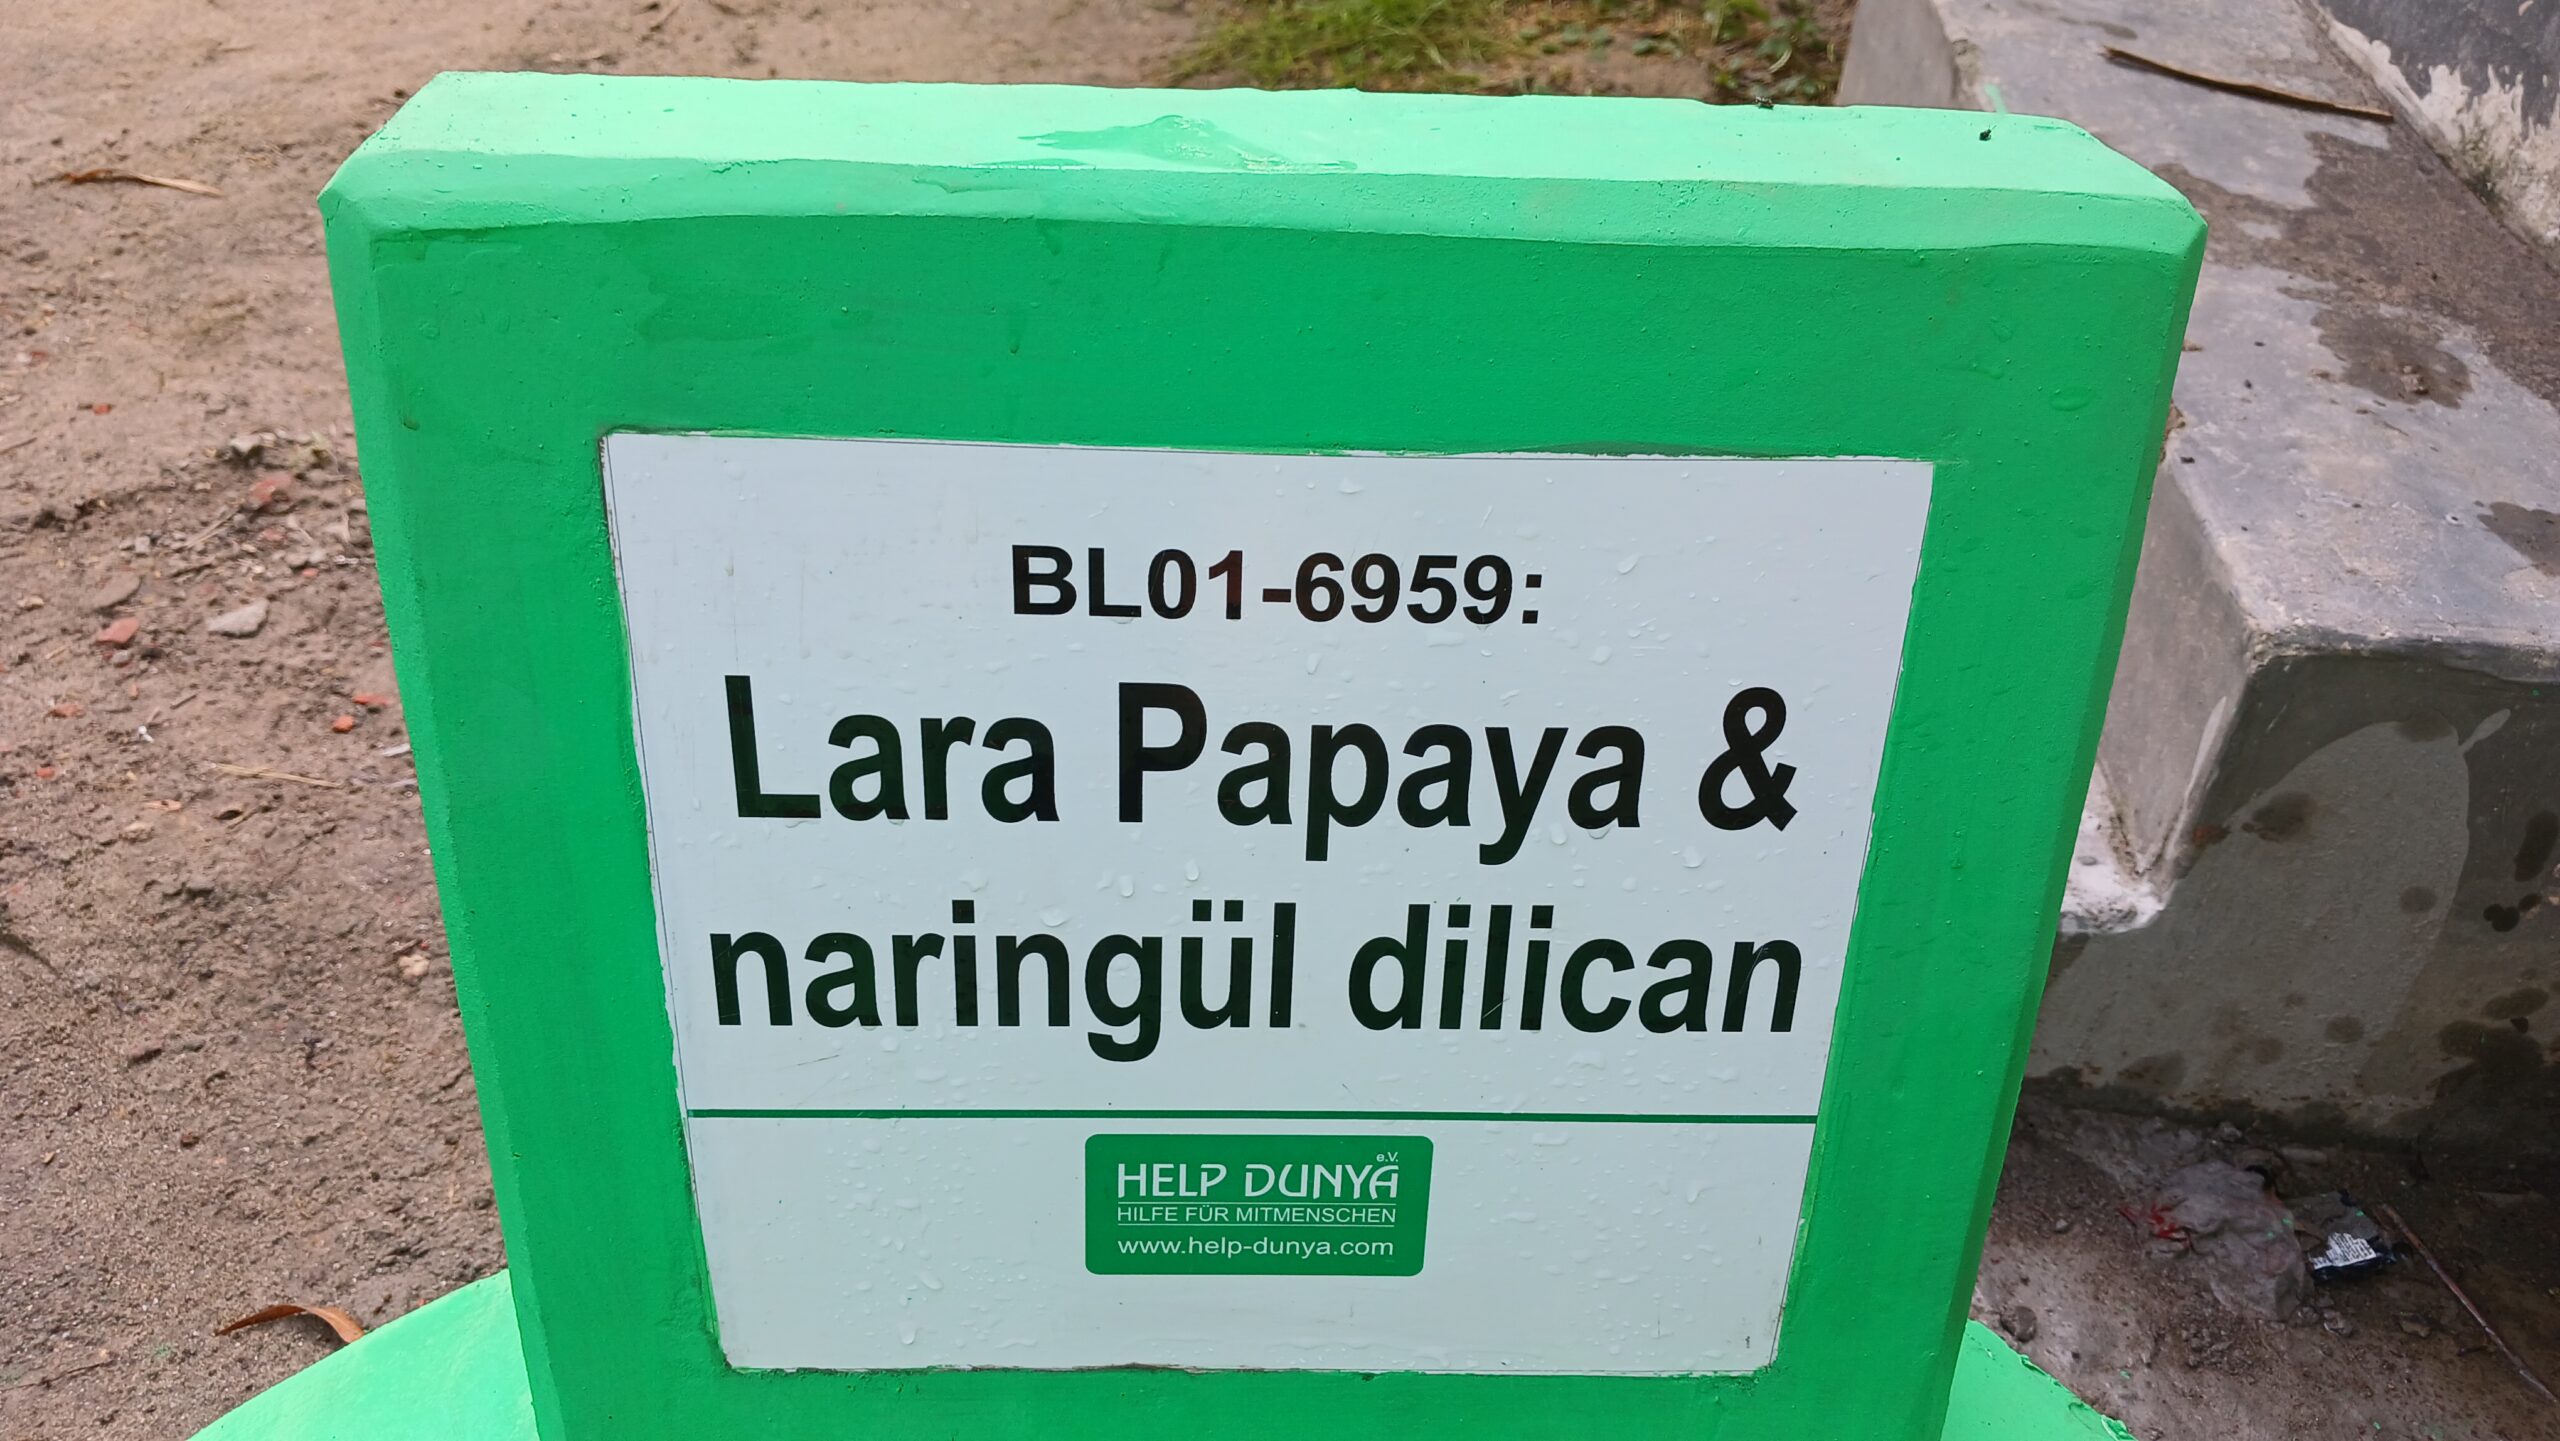 BL01-6959:
Lara Papaya &
naringül dilican
e.V.
HELP DUNYA
HILFE FÜR MITMENSCHEN
www.help-dunya.com